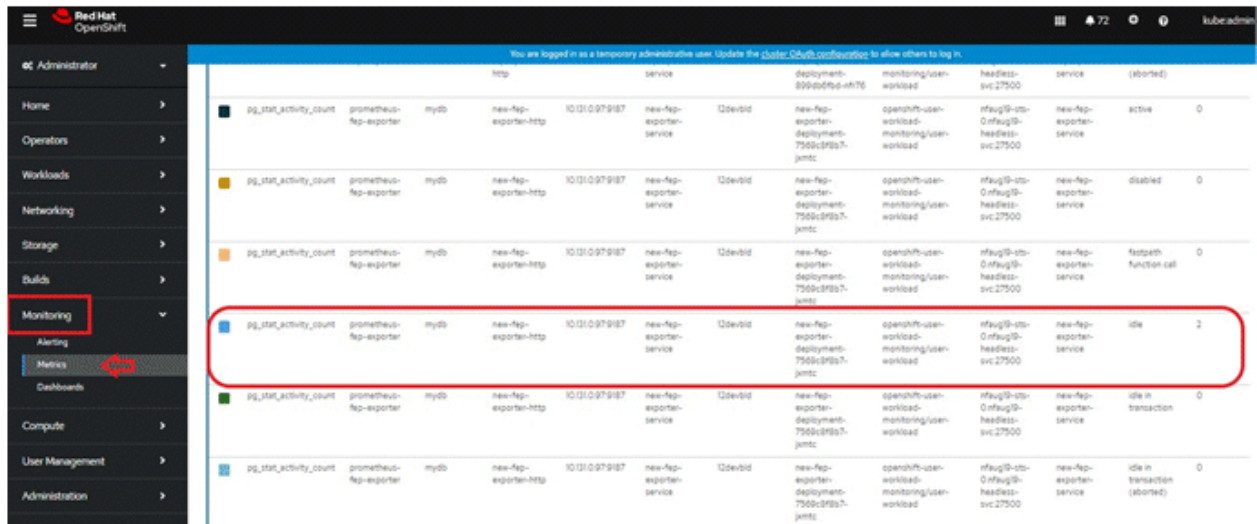 Red Hat
OpenShift
72
kube:admin
You are logged in as a temporary administrative user. Update the cluster OAuth configuration to allow others to log in.
Administrator
Home
Operators
Workloads
Networking
Storage
Builds
Monitoring
Alerting
Metrics
Dashboards
Compute
User Management
Administration
http service deployment- monitoring/user- headless- service (aborted)
workload
pg_stat_activity_count prometheus- mydb new-fep- 10.131.0.97:9187 new-fep- 12devbld new-fep- openshift-user- nfaug19-sts- new-fep- active 0
fep-exporter exporter-http exporter- exporter- workload- 0.nfaug19- exporter-
service deployment- monitoring/user- headless- service
7569c8f8b7- workload svc:27500
jxmtc
pg_stat_activity_count prometheus- mydb new-fep- 10.131.0.97:9187 new-fep- 12devbld new-fep- openshift-user- nfaug19-sts- new-fep- disabled 0
fep-exporter exporter-http exporter- exporter- workload- 0.nfaug19- exporter-
service deployment- monitoring/user- headless- service
7569c8f8b7- workload svc:27500
jxmtc
pg_stat_activity_count prometheus- mydb new-fep- 10.131.0.97:9187 new-fep- 12devbld new-fep- openshift-user- nfaug19-sts- new-fep- fastpath 0
fep-exporter exporter-http exporter- exporter- workload- 0.nfaug19- exporter- function call
service deployment- monitoring/user- headless- service
7569c8f8b7- workload svc:27500
jxmtc
pg_stat_activity_count prometheus- mydb new-fep- 10.131.0.97:9187 new-fep- 12devbld new-fep- openshift-user- nfaug19-sts- new-fep- idle 2
fep-exporter exporter-http exporter- exporter- workload- 0.nfaug19- exporter-
service deployment- monitoring/user- headless- service
7569c8f8b7- workload svc:27500
jxmtc
pg_stat_activity_count prometheus- mydb new-fep- 10.131.0.97:9187 new-fep- 12devbld new-fep- openshift-user- nfaug19-sts- new-fep- idle in 0
fep-exporter exporter-http exporter- exporter- workload- 0.nfaug19- exporter- transaction
service deployment- monitoring/user- headless- service
7569c8f8b7- workload svc:27500
jxmtc
pg_stat_activity_count prometheus- mydb new-fep- 10.131.0.97:9187 new-fep- 12devbld new-fep- openshift-user- nfaug19-sts- new-fep- idle in 0
fep-exporter exporter-http exporter- exporter- workload- 0.nfaug19- exporter- transaction
service deployment- monitoring/user- headless- service (aborted)
7569c8f8b7- workload svc:27500
jxmtc